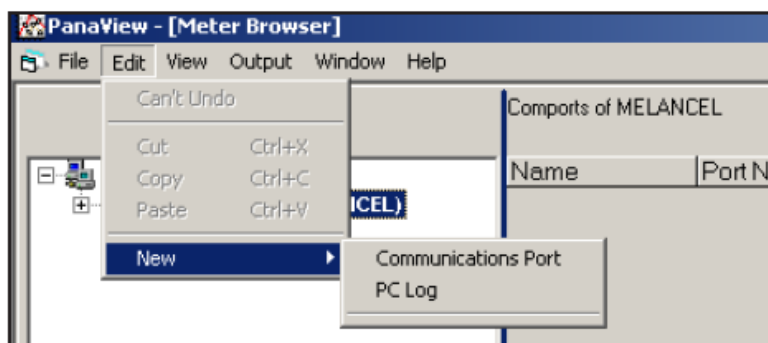 PanaView - [Meter Browser]
File Edit View Output Window Help
Can't Undo
Cut Ctrl+X
Copy Ctrl+C
Paste Ctrl+V
New
Communications Port
PC Log
CEL)
Comports of MELANCEL
Name Port N